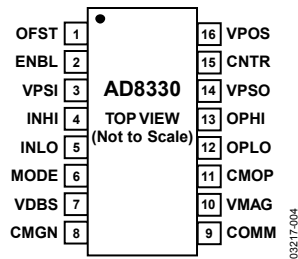 OFST 1 16 VPOS
ENBL 2 15 CNTR
VPSI 3 AD8330 14 VPSO
INHI 4 TOP VIEW 13 OPHI
INLO 5 (Not to Scale) 12 OPLO
MODE 6 11 CMOP
VDBS 7 10 VMAG
CMGN 8 9 COMM
03217-004